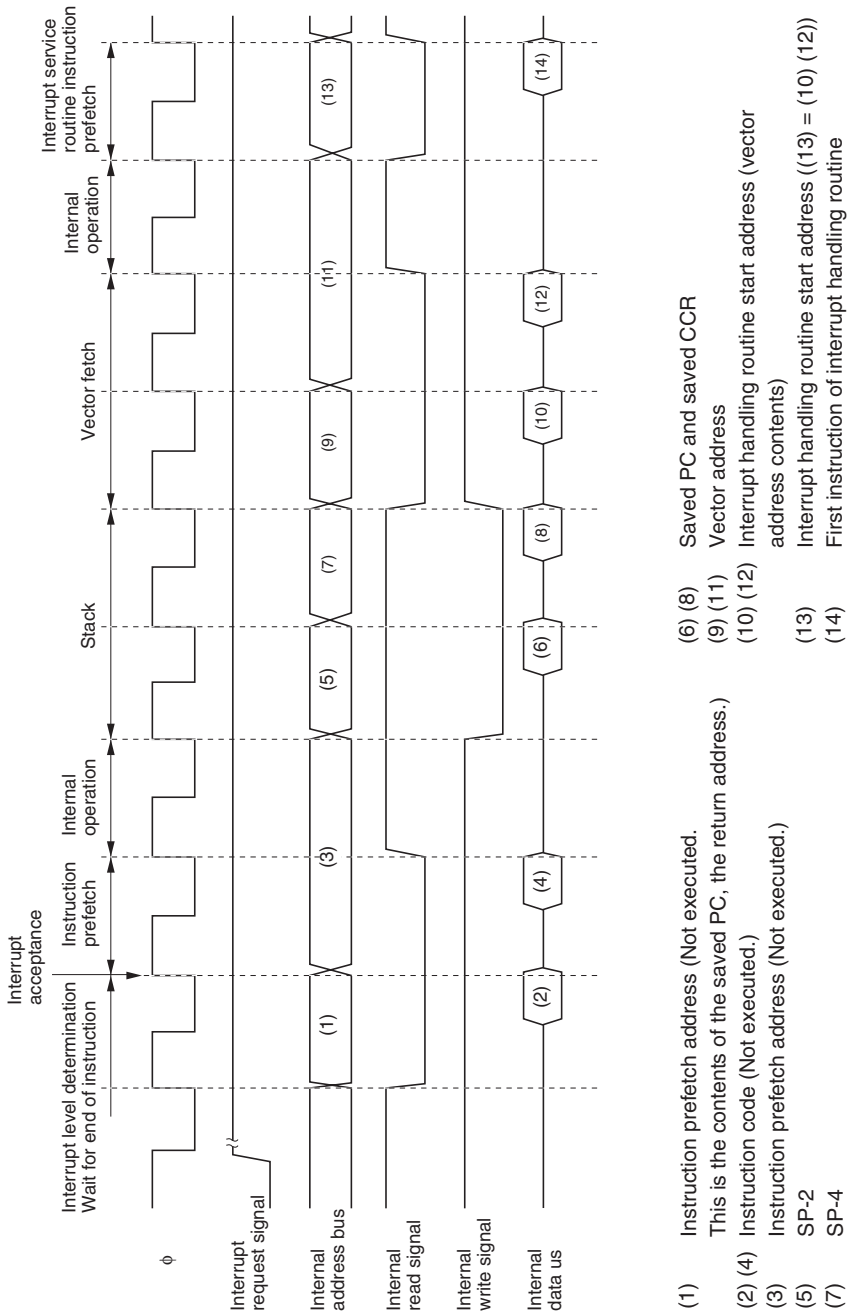 Interrupt
acceptance
Interrupt level determination
Wait for end of instruction
Instruction
prefetch
Internal
operation
Stack
Vector fetch
Internal
operation
Interrupt service
routine instruction
prefetch
φ
Interrupt
request signal
Internal
address bus
(1)
(3)
(5)
(7)
(9)
(11)
(13)
Internal
read signal
Internal
write signal
Internal
data us
(2)
(4)
(6)
(8)
(10)
(12)
(14)
(1) Instruction prefetch address (Not executed.
This is the contents of the saved PC, the return address.)
(2) (4) Instruction code (Not executed.)
(3) Instruction prefetch address (Not executed.)
(5) SP-2
(7) SP-4
(6) (8) Saved PC and saved CCR
(9) (11) Vector address
(10) (12) Interrupt handling routine start address (vector
address contents)
(13) Interrupt handling routine start address ((13) = (10) (12))
(14) First instruction of interrupt handling routine